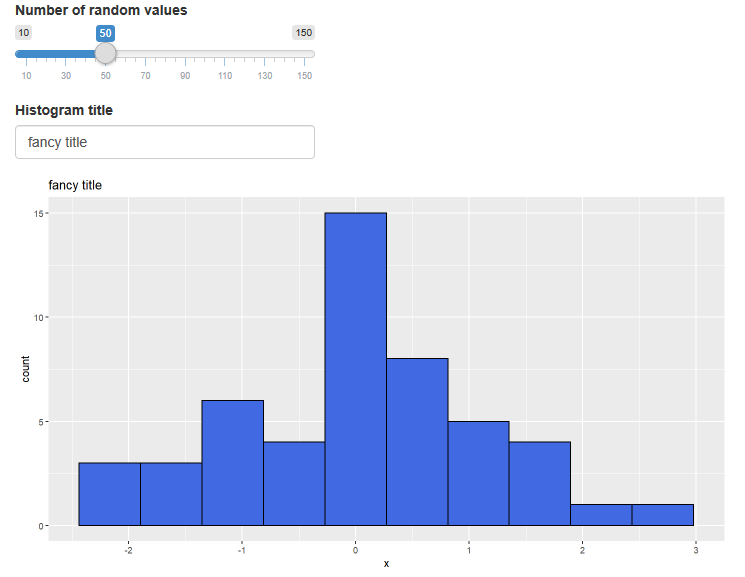 Number of random values
10 50 150
10 30 50 70 90 110 130 150
Histogram title
fancy title
fancy title
15
10
5
0
count
-2 -1 0 1 2 3
x